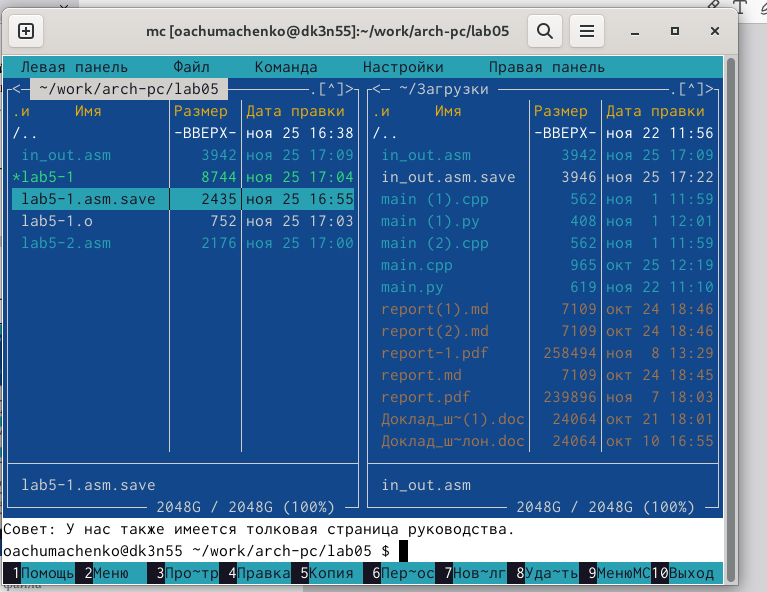 mc [oachumachenko@dk3n55]:~/work/arch-pc/lab05
Левая панель Файл Команда Настройки Правая панель
<─ ~/work/arch-pc/lab05 ─.[^]>
.и Имя Размер Дата правки
/.. -ВВЕРХ- ноя 25 16:38
in_out.asm 3942 ноя 25 17:09
*lab5-1 8744 ноя 25 17:04
lab5-1.asm.save 2435 ноя 25 16:55
lab5-1.o 752 ноя 25 17:03
lab5-2.asm 2176 ноя 25 17:00
lab5-1.asm.save
2048G / 2048G (100%)
<─ ~/Загрузки ─.[^]>
.и Имя Размер Дата правки
/.. -ВВЕРХ- ноя 22 11:56
in_out.asm 3942 ноя 25 17:09
in_out.asm.save 3946 ноя 25 17:22
main (1).cpp 562 ноя 1 11:59
main (1).py 408 ноя 1 12:01
main (2).cpp 562 ноя 1 11:59
main.cpp 965 окт 25 12:19
main.py 619 ноя 22 11:10
report(1).md 7109 окт 24 18:46
report(2).md 7109 окт 24 18:46
report-1.pdf 258494 ноя 8 13:29
report.md 7109 окт 24 18:45
report.pdf 239896 ноя 7 18:03
Доклад_ш~(1).doc 24064 окт 21 18:01
Доклад_ш~лон.doc 24064 окт 10 16:55
in_out.asm
2048G / 2048G (100%)
Совет: У нас также имеется толковая страница руководства.
oachumachenko@dk3n55 ~/work/arch-pc/lab05 $
1Помощь 2Меню 3Про~тр 4Правка 5Копия 6Пер~ос 7Нов~лг 8Уда~ть 9МенюМС 10Выход